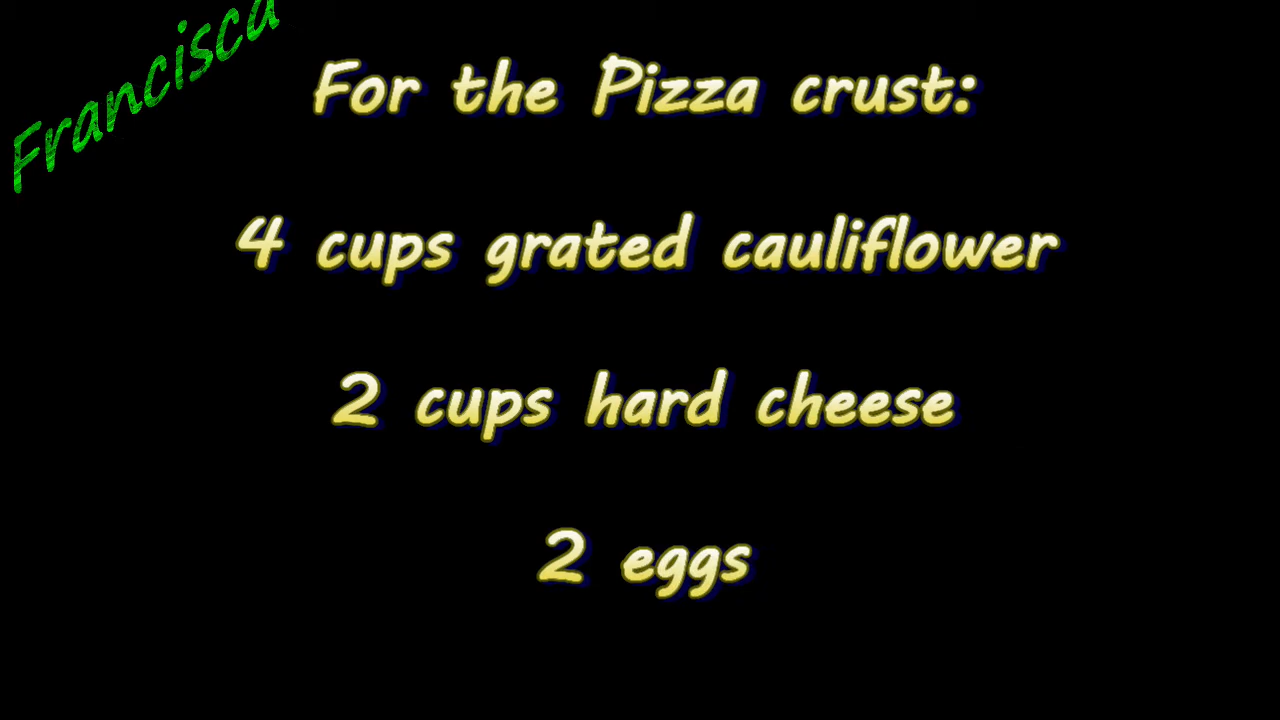 Francisca
For the Pizza crust:
4 cups grated cauliflower
2 cups hard cheese
2 eggs